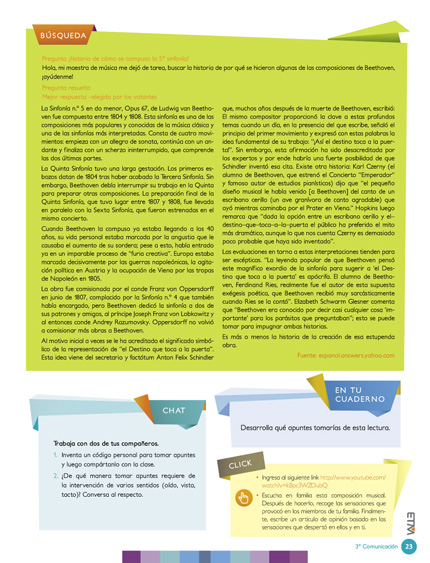 BÚSQUEDA
Pregunta ¿historia de cómo se compuso la 5° sinfonía?
Hola, mi maestro de música me dejó de tarea, buscar la historia de por qué se hicieron algunas de las composiciones de Beethoven,
¡ayúdenme!
Pregunta resuelta
Mejor respuesta - elegida por los votantes
La Sinfonía n.° 5 en do menor, Opus 67, de Ludwig van Beetho-
ven fue compuesta entre 1804 y 1808. Esta sinfonía es una de las
composiciones más populares y conocidas de la música clásica y
una de las sinfonías más interpretadas. Consta de cuatro movi-
mientos: empieza con un allegro de sonata, continúa con un an-
dante y finaliza con un scherzo ininterrumpido, que comprende
las dos últimas partes.
La Quinta Sinfonía tuvo una larga gestación. Los primeros es-
bozos datan de 1804 tras haber acabado la Tercera Sinfonía. Sin
embargo, Beethoven debía interrumpir su trabajo en la Quinta
para preparar otras composiciones. La preparación final de la
Quinta Sinfonía, que tuvo lugar entre 1807 y 1808, fue llevada
en paralelo con la Sexta Sinfonía, que fueron estrenadas en el
mismo concierto.
Cuando Beethoven la compuso ya estaba llegando a los 40
años, su vida personal estaba marcada por la angustia que le
causaba el aumento de su sordera; pese a esto, había entrado
ya en un imparable proceso de "furia creativa". Europa estaba
marcada decisivamente por las guerras napoleónicas, la agita-
ción política en Austria y la ocupación de Viena por las tropas
de Napoleón en 1805.
La obra fue comisionada por el conde Franz von Oppersdorf
en junio de 1807, complacido por la Sinfonía n.° 4 que también
había encargado, pero Beethoven dedicó la sinfonía a dos de
sus patrones y amigos, al príncipe Joseph Franz von Lobkowitz y
al entonces conde Andrey Razumovsky. Oppersdorf no volvió
a comisionar más obras a Beethoven.
Al motivo inicial a veces se le ha acreditado el significado simbó-
lico de la representación de "el Destino que toca a la puerta".
Esta idea viene del secretario y factótum Anton Felix Schindler
que, muchos años después de la muerte de Beethoven, escribió:
El mismo compositor proporcionó la clave a estas profundas
temas cuando un día, en la presencia del que escribe, señaló el
principio del primer movimiento y expresó con estas palabras la
idea fundamental de su trabajo: "¡Así el destino toca a la puer-
ta!". Sin embargo, esta afirmación ha sido desacreditada por
los expertos y por ende habría una fuerte posibilidad de que
Schindler inventó esa cita. Existe otra historia: Karl Czerny (el
alumno de Beethoven, que estrenó el Concierto "Emperador"
y famoso autor de estudios pianísticos) dijo que "el pequeño
diseño musical le había venido [a Beethoven] del canto de un
escribano cerillo (un ave granívora de canto agradable) que
oyó mientras caminaba por el Prater en Viena." Hopkins luego
remarca que "dada la opción entre un escribano cerillo y el-
destino-que-toca-a-la-puerta el público ha preferido el mito
más dramático, aunque lo que nos cuenta Czerny es demasiado
poco probable que haya sido inventado".
Las evaluaciones en torno a estas interpretaciones tienden para
ser escépticas. "La leyenda popular de que Beethoven pensó
este magnífico exordio de la sinfonía para sugerir a 'el Des-
tino que toca a la puerta' es apócrifa. El alumno de Beetho-
ven, Ferdinand Ries, realmente fue el autor de esta supuesta
exégesis poética, que Beethoven recibió muy sarcásticamente
cuando Ries se la contó". Elizabeth Schwarm Glesner comenta
que "Beethoven era conocido por decir casi cualquier cosa 'im-
portante' para los parásitos que preguntaban"; esto se puede
tomar para impugnar ambas historias.
Es más o menos la historia de la creación de esa estupenda
obra.
Fuente: espanol.answers.yahoo.com
CHAT
Trabaja con dos de tus compañeros.
1. Inventa un código personal para tomar apuntes
y luego compártanlo con la clase.
2. ¿De qué manera tomar apuntes requiere de
la intervención de varios sentidos (oído, vista,
tacto)? Conversa al respecto.
EN TU
CUADERNO
Desarrolla qué apuntes tomarías de esta lectura.
CLICK
• Ingresa al siguiente link http://www.youtube.com/
• Escucha en familia esta composición musical.
Después de hacerlo, recoge las sensaciones que
provocó en los miembros de tu familia. Finalmen-
te, escribe un artículo de opinión basado en las
sensaciones que despertó en ellos y en ti.
3° Comunicación 23